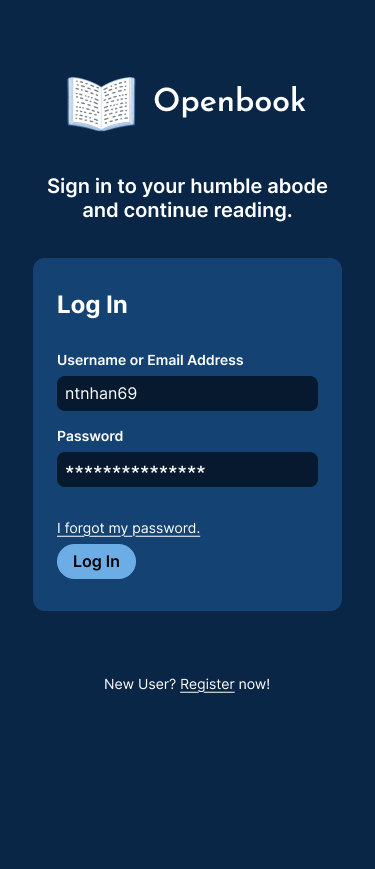 Openbook
Sign in to your humble abode
and continue reading.
Log In
Username or Email Address
ntnhan69
Password
***************
I forgot my password.
Log In
New User? Register now!